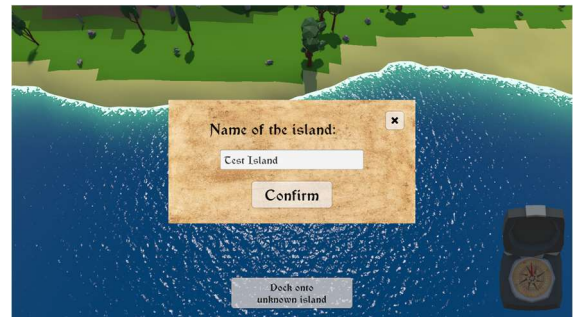 Name of the island:
Test Island
Confirm
Dock onto
unknown island